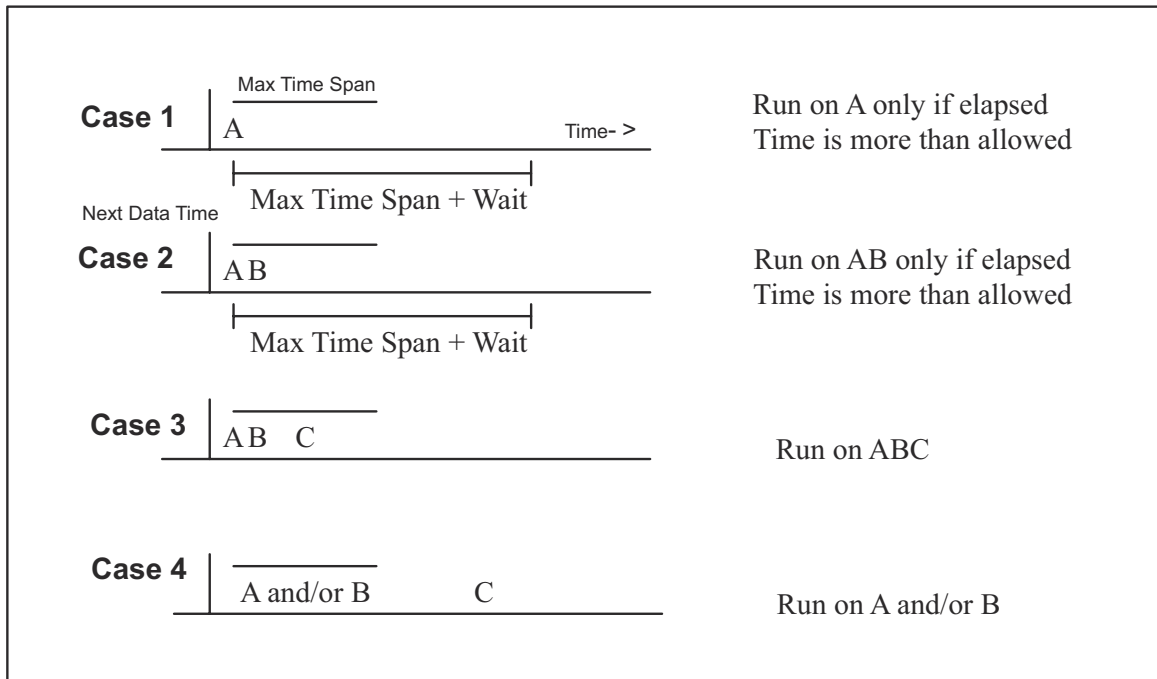 Max Time Span
Case 1
A
Time- >
Run on A only if elapsed
Time is more than allowed
Max Time Span + Wait
Next Data Time
Case 2
A B
Run on AB only if elapsed
Time is more than allowed
Max Time Span + Wait
Case 3
A B C
Run on ABC
Case 4
A and/or B C
Run on A and/or B